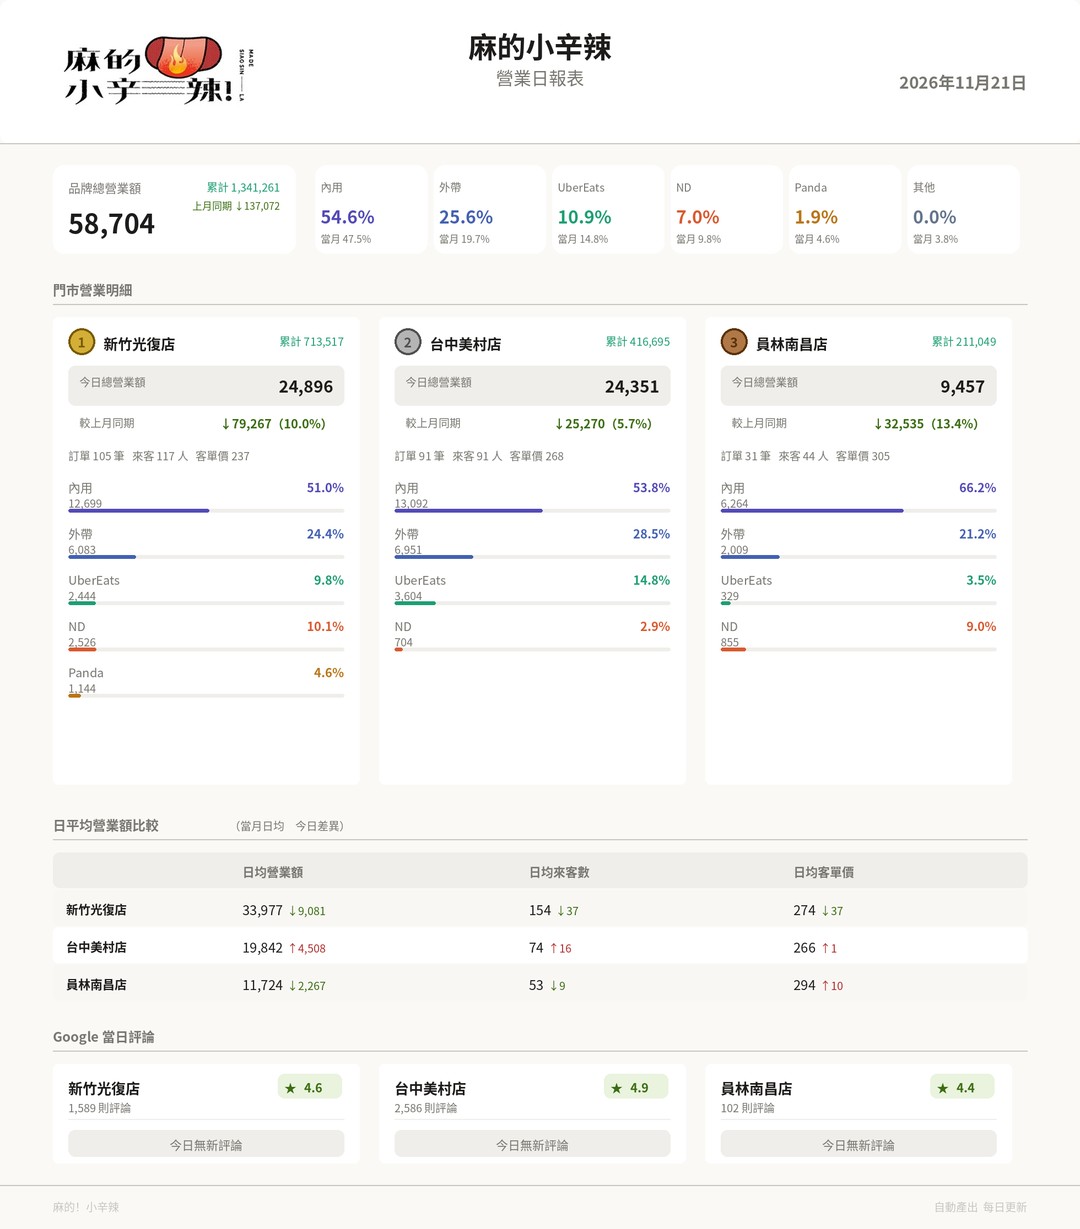 麻的小辛辣!
MADE
SIAO SIN LA
麻的小辛辣
營業日報表
2026年11月21日
品牌總營業額
累計 1,341,261
上月同期 ↓137,072
58,704
內用
54.6%
當月 47.5%
外帶
25.6%
當月 19.7%
UberEats
10.9%
當月 14.8%
ND
7.0%
當月 9.8%
Panda
1.9%
當月 4.6%
其他
0.0%
當月 3.8%
門市營業明細
1 新竹光復店 累計 713,517
今日總營業額 24,896
較上月同期 ↓79,267 (10.0%)
訂單 105 筆 來客 117 人 客單價 237
內用 51.0%
12,699
外帶 24.4%
6,083
UberEats 9.8%
2,444
ND 10.1%
2,526
Panda 4.6%
1,144
2 台中美村店 累計 416,695
今日總營業額 24,351
較上月同期 ↓25,270 (5.7%)
訂單 91 筆 來客 91 人 客單價 268
內用 53.8%
13,092
外帶 28.5%
6,951
UberEats 14.8%
3,604
ND 2.9%
704
3 員林南昌店 累計 211,049
今日總營業額 9,457
較上月同期 ↓32,535 (13.4%)
訂單 31 筆 來客 44 人 客單價 305
內用 66.2%
6,264
外帶 21.2%
2,009
UberEats 3.5%
329
ND 9.0%
855
日平均營業額比較 （當月日均 今日差異）
日均營業額 日均來客數 日均客單價
新竹光復店 33,977 ↓9,081 154 ↓37 274 ↓37
台中美村店 19,842 ↑4,508 74 ↑16 266 ↑1
員林南昌店 11,724 ↓2,267 53 ↓9 294 ↑10
Google 當日評論
新竹光復店 ★ 4.6
1,589 則評論
今日無新評論
台中美村店 ★ 4.9
2,586 則評論
今日無新評論
員林南昌店 ★ 4.4
102 則評論
今日無新評論
麻的! 小辛辣
自動產出 每日更新